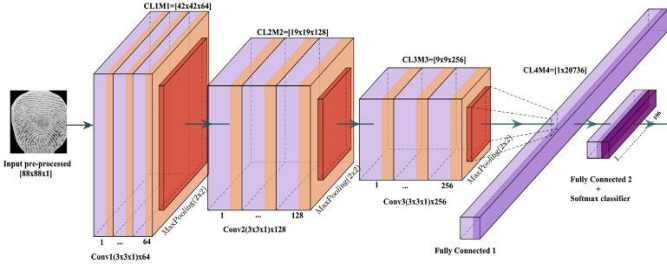 CL1M1=[42x42x64]
CL2M2=[19x19x128]
CL3M3=[9x9x256]
CL4M4=[1x20736]
Input pre-processed
[88x88x1]
1 ... 64
MaxPooling(2x2)
Conv1(3x3x1)x64
1 ... 128
MaxPooling(2x2)
Conv2(3x3x1)x128
1 ... 256
MaxPooling(2x2)
Conv3(3x3x1)x256
Fully Connected 1
1
Fully Connected 2
+
Softmax classifier